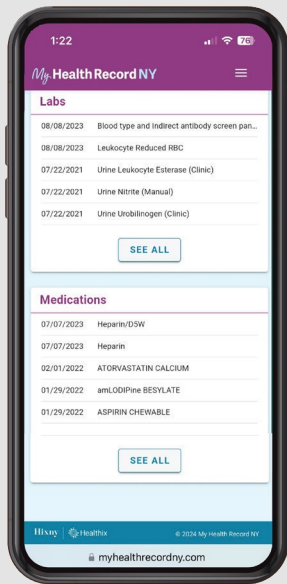 1:22
76
My Health Record NY
Labs
08/08/2023 Blood type and Indirect antibody screen pan...
08/08/2023 Leukocyte Reduced RBC
07/22/2021 Urine Leukocyte Esterase (Clinic)
07/22/2021 Urine Nitrite (Manual)
07/22/2021 Urine Urobilinogen (Clinic)
SEE ALL
Medications
07/07/2023 Heparin/D5W
07/07/2023 Heparin
02/01/2022 ATORVASTATIN CALCIUM
01/29/2022 amLODIPine BESYLATE
01/29/2022 ASPIRIN CHEWABLE
SEE ALL
Hixny Healthix © 2024 My Health Record NY
myhealthrecordny.com